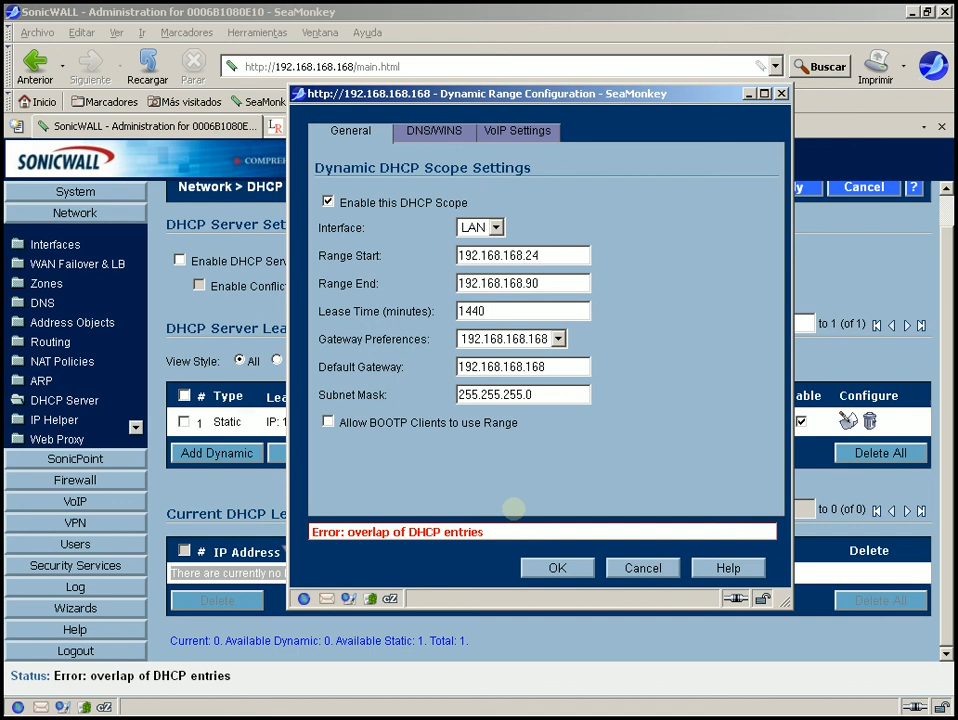 SonicWALL - Administration for 0006B1080E10 - SeaMonkey
Archivo Editar Ver Ir Marcadores Herramientas Ventana Ayuda
Anterior Siguiente Recargar Parar http://192.168.168.168/main.html Buscar Imprimir
Inicio Marcadores Más visitados SeaMonk
SonicWALL - Administration for 0006B1080E...
http://192.168.168.168 - Dynamic Range Configuration - SeaMonkey
SONICWALL COMPREH
General DNS/WINS VoIP Settings
Dynamic DHCP Scope Settings
Enable this DHCP Scope
Interface: LAN
Range Start: 192.168.168.24
Range End: 192.168.168.90
Lease Time (minutes): 1440
Gateway Preferences: 192.168.168.168
Default Gateway: 192.168.168.168
Subnet Mask: 255.255.255.0
Allow BOOTP Clients to use Range
Error: overlap of DHCP entries
OK Cancel Help
System
Network
Interfaces
WAN Failover & LB
Zones
DNS
Address Objects
Routing
NAT Policies
ARP
DHCP Server
IP Helper
Web Proxy
SonicPoint
Firewall
VoIP
VPN
Users
Security Services
Log
Wizards
Help
Logout
Network > DHCP
ly Cancel ?
DHCP Server Set
Enable DHCP Serv
Enable Conflic
DHCP Server Lea
to 1 (of 1)
View Style: All
# Type Lea
able Configure
1 Static IP: 1
Add Dynamic
Delete All
Current DHCP Le
to 0 (of 0)
# IP Address
Delete
There are currently no
Delete
Delete All
Current: 0. Available Dynamic: 0. Available Static: 1. Total: 1.
Status: Error: overlap of DHCP entries